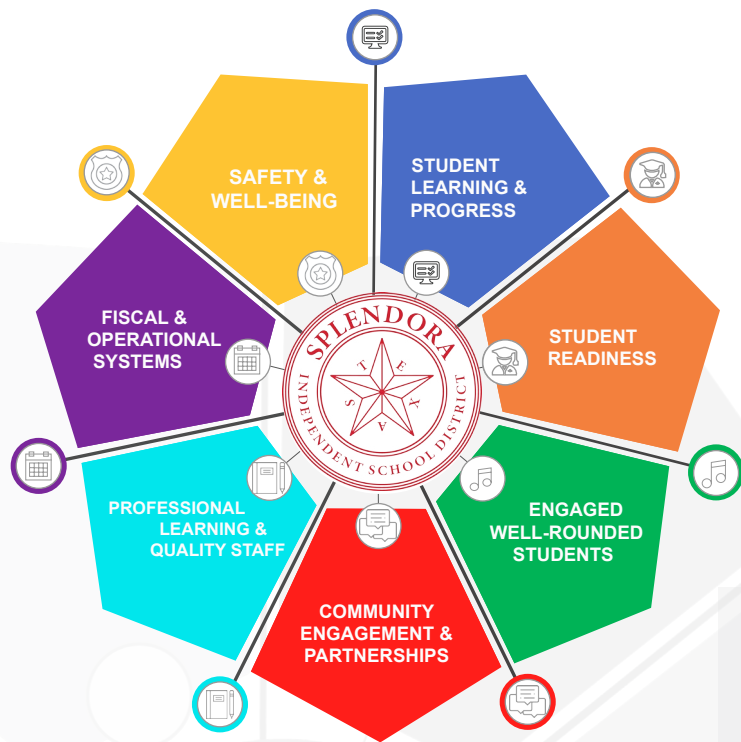 SAFETY &
WELL-BEING
STUDENT
LEARNING &
PROGRESS
FISCAL &
OPERATIONAL
SYSTEMS
SPLENDORA
INDEPENDENT SCHOOL DISTRICT
TEXAS
STUDENT
READINESS
PROFESSIONAL
LEARNING &
QUALITY STAFF
ENGAGED
WELL-ROUNDED
STUDENTS
COMMUNITY
ENGAGEMENT &
PARTNERSHIPS